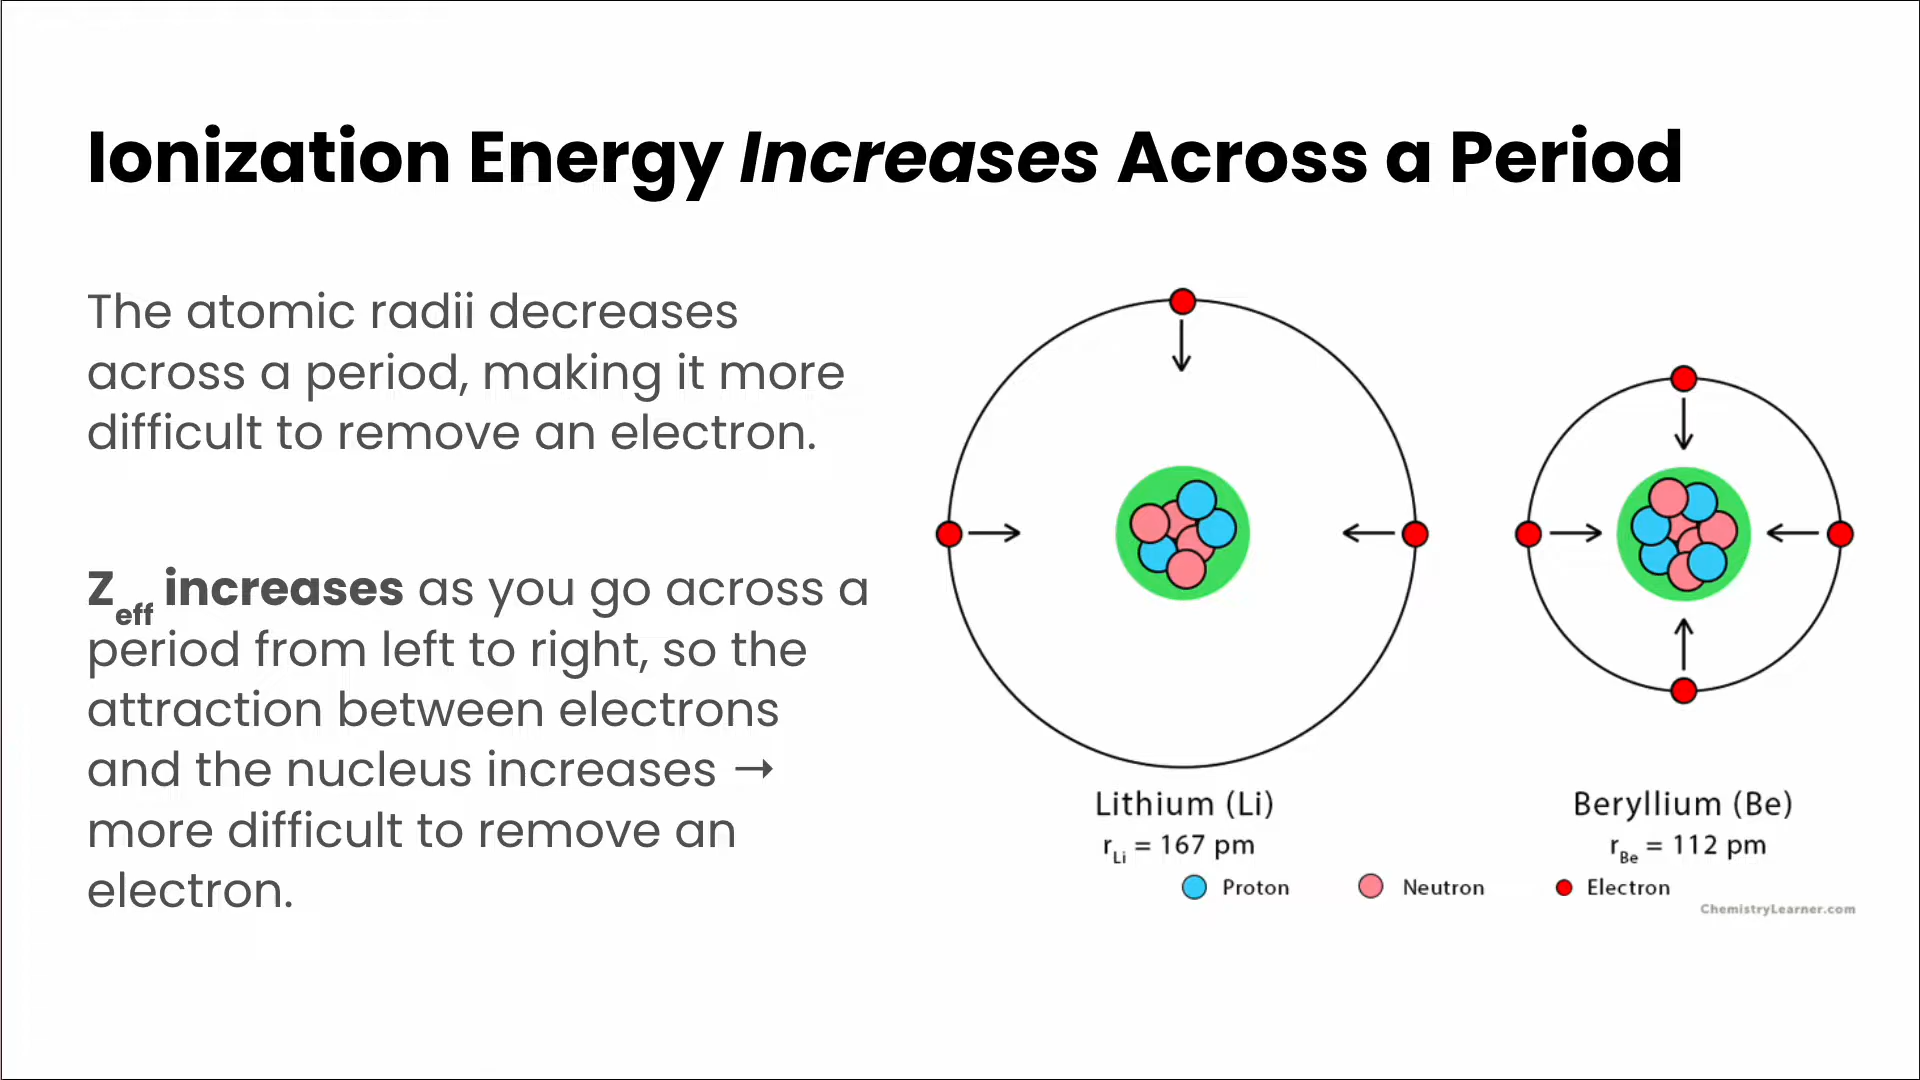 Ionization Energy Increases Across a Period
The atomic radii decreases
across a period, making it more
difficult to remove an electron.
Zeff increases as you go across a
period from left to right, so the
attraction between electrons
and the nucleus increases →
more difficult to remove an
electron.
Lithium (Li)
rLi = 167 pm
Beryllium (Be)
rBe = 112 pm
Proton
Neutron
Electron
ChemistryLearner.com